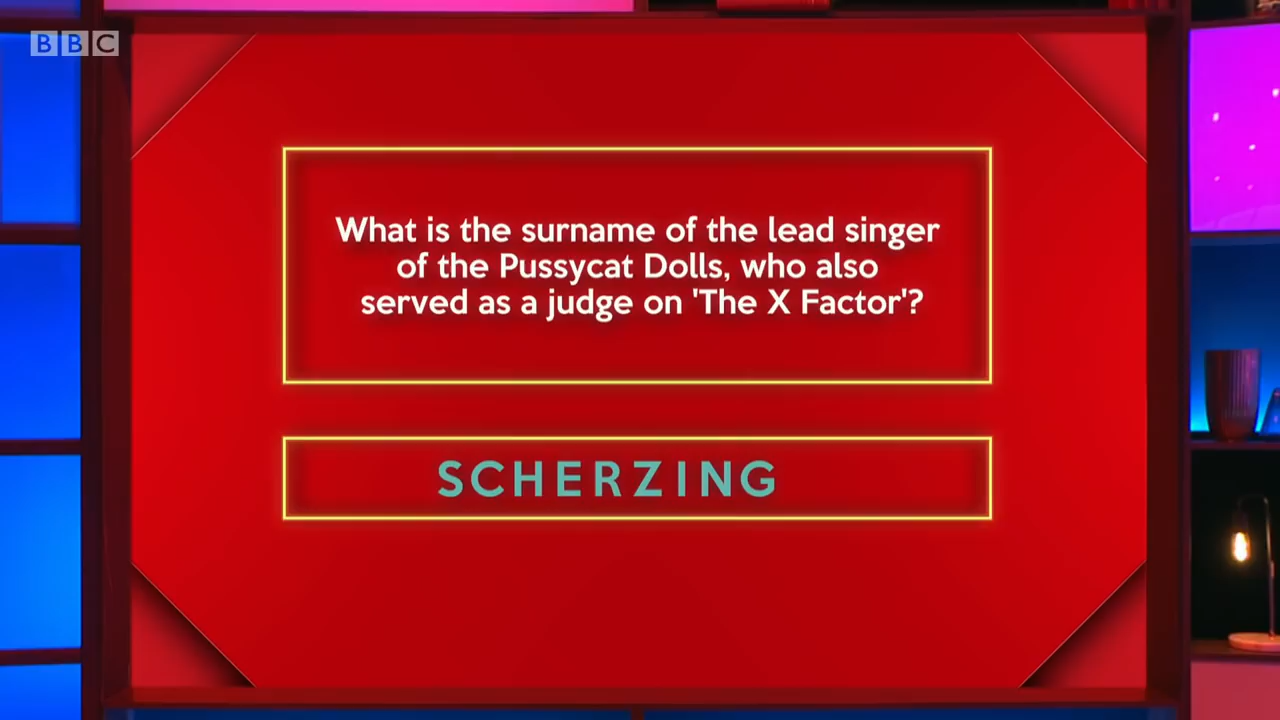 BBC
What is the surname of the lead singer
of the Pussycat Dolls, who also
served as a judge on 'The X Factor'?
SCHERZING